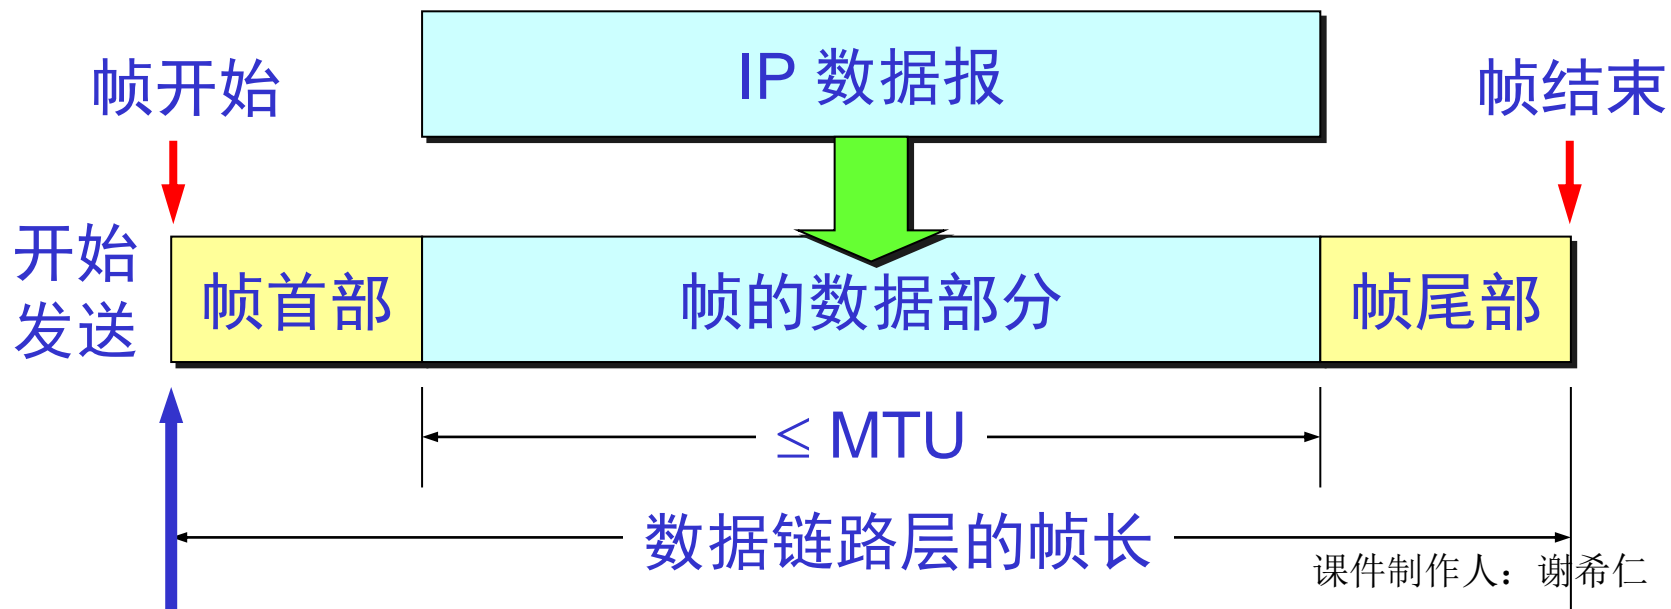 IP 数据报
帧开始
帧结束
开始
发送
帧首部
帧的数据部分
帧尾部
≤ MTU
数据链路层的帧长
课件制作人：谢希仁